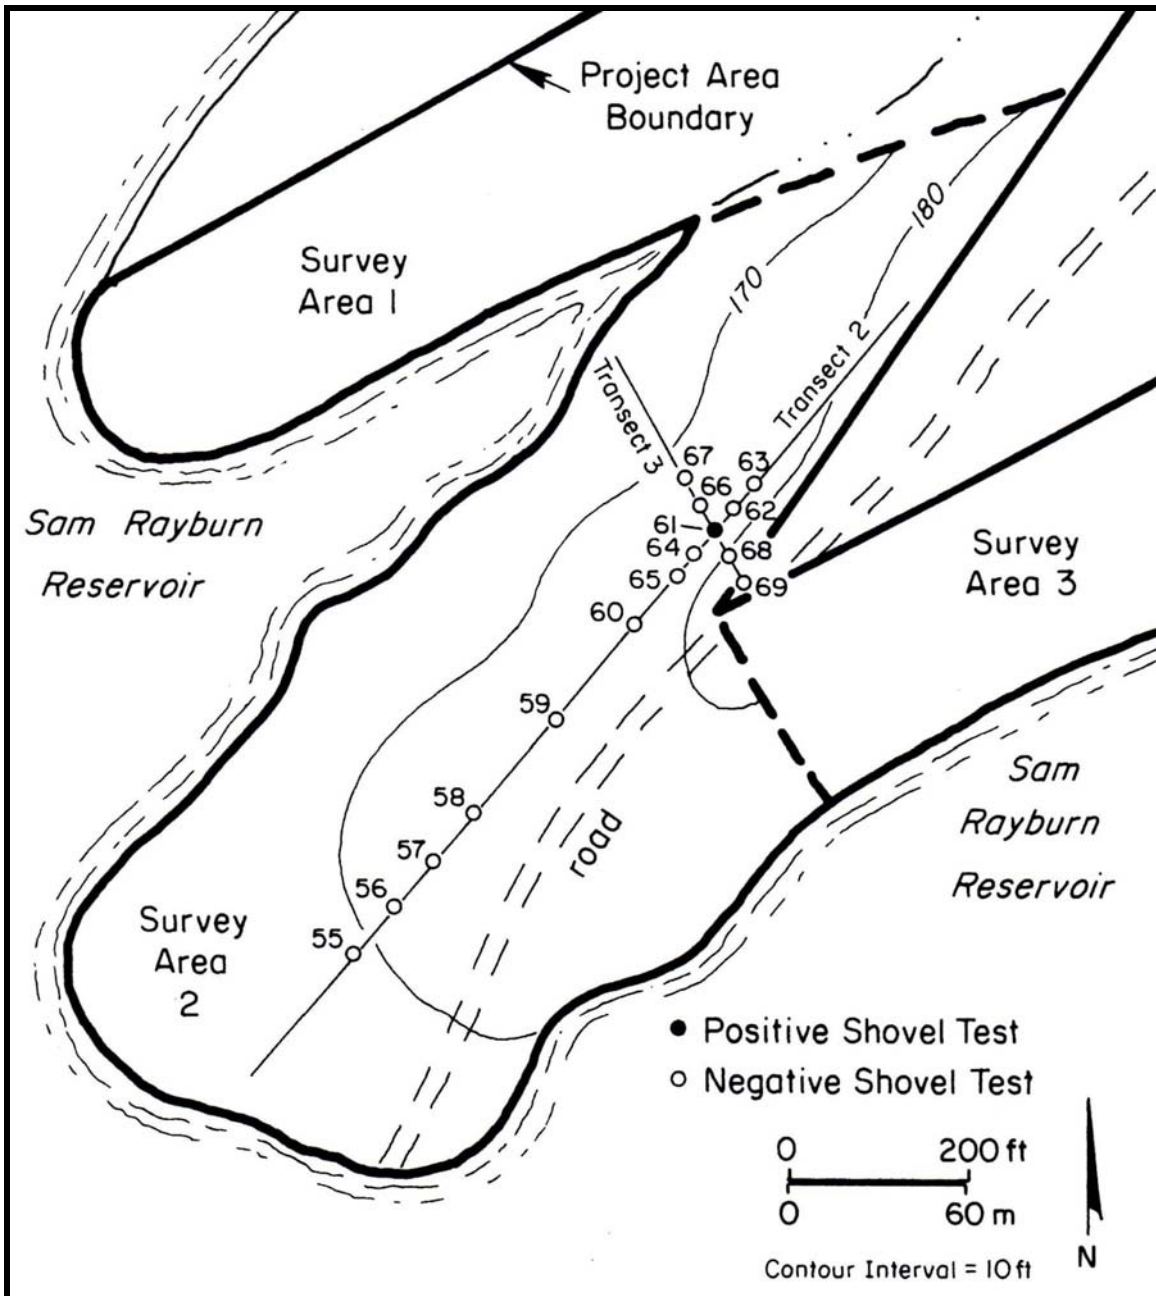 Project Area
Boundary
Survey
Area 1
180
170
Transect 2
Transect 3
67
63
66
62
61
64
68
65
69
60
Sam Rayburn
Reservoir
Survey
Area 3
59
58
57
56
55
road
Sam
Rayburn
Reservoir
Survey
Area
2
Positive Shovel Test
Negative Shovel Test
0 200 ft
0 60 m
N
Contour Interval = 10 ft